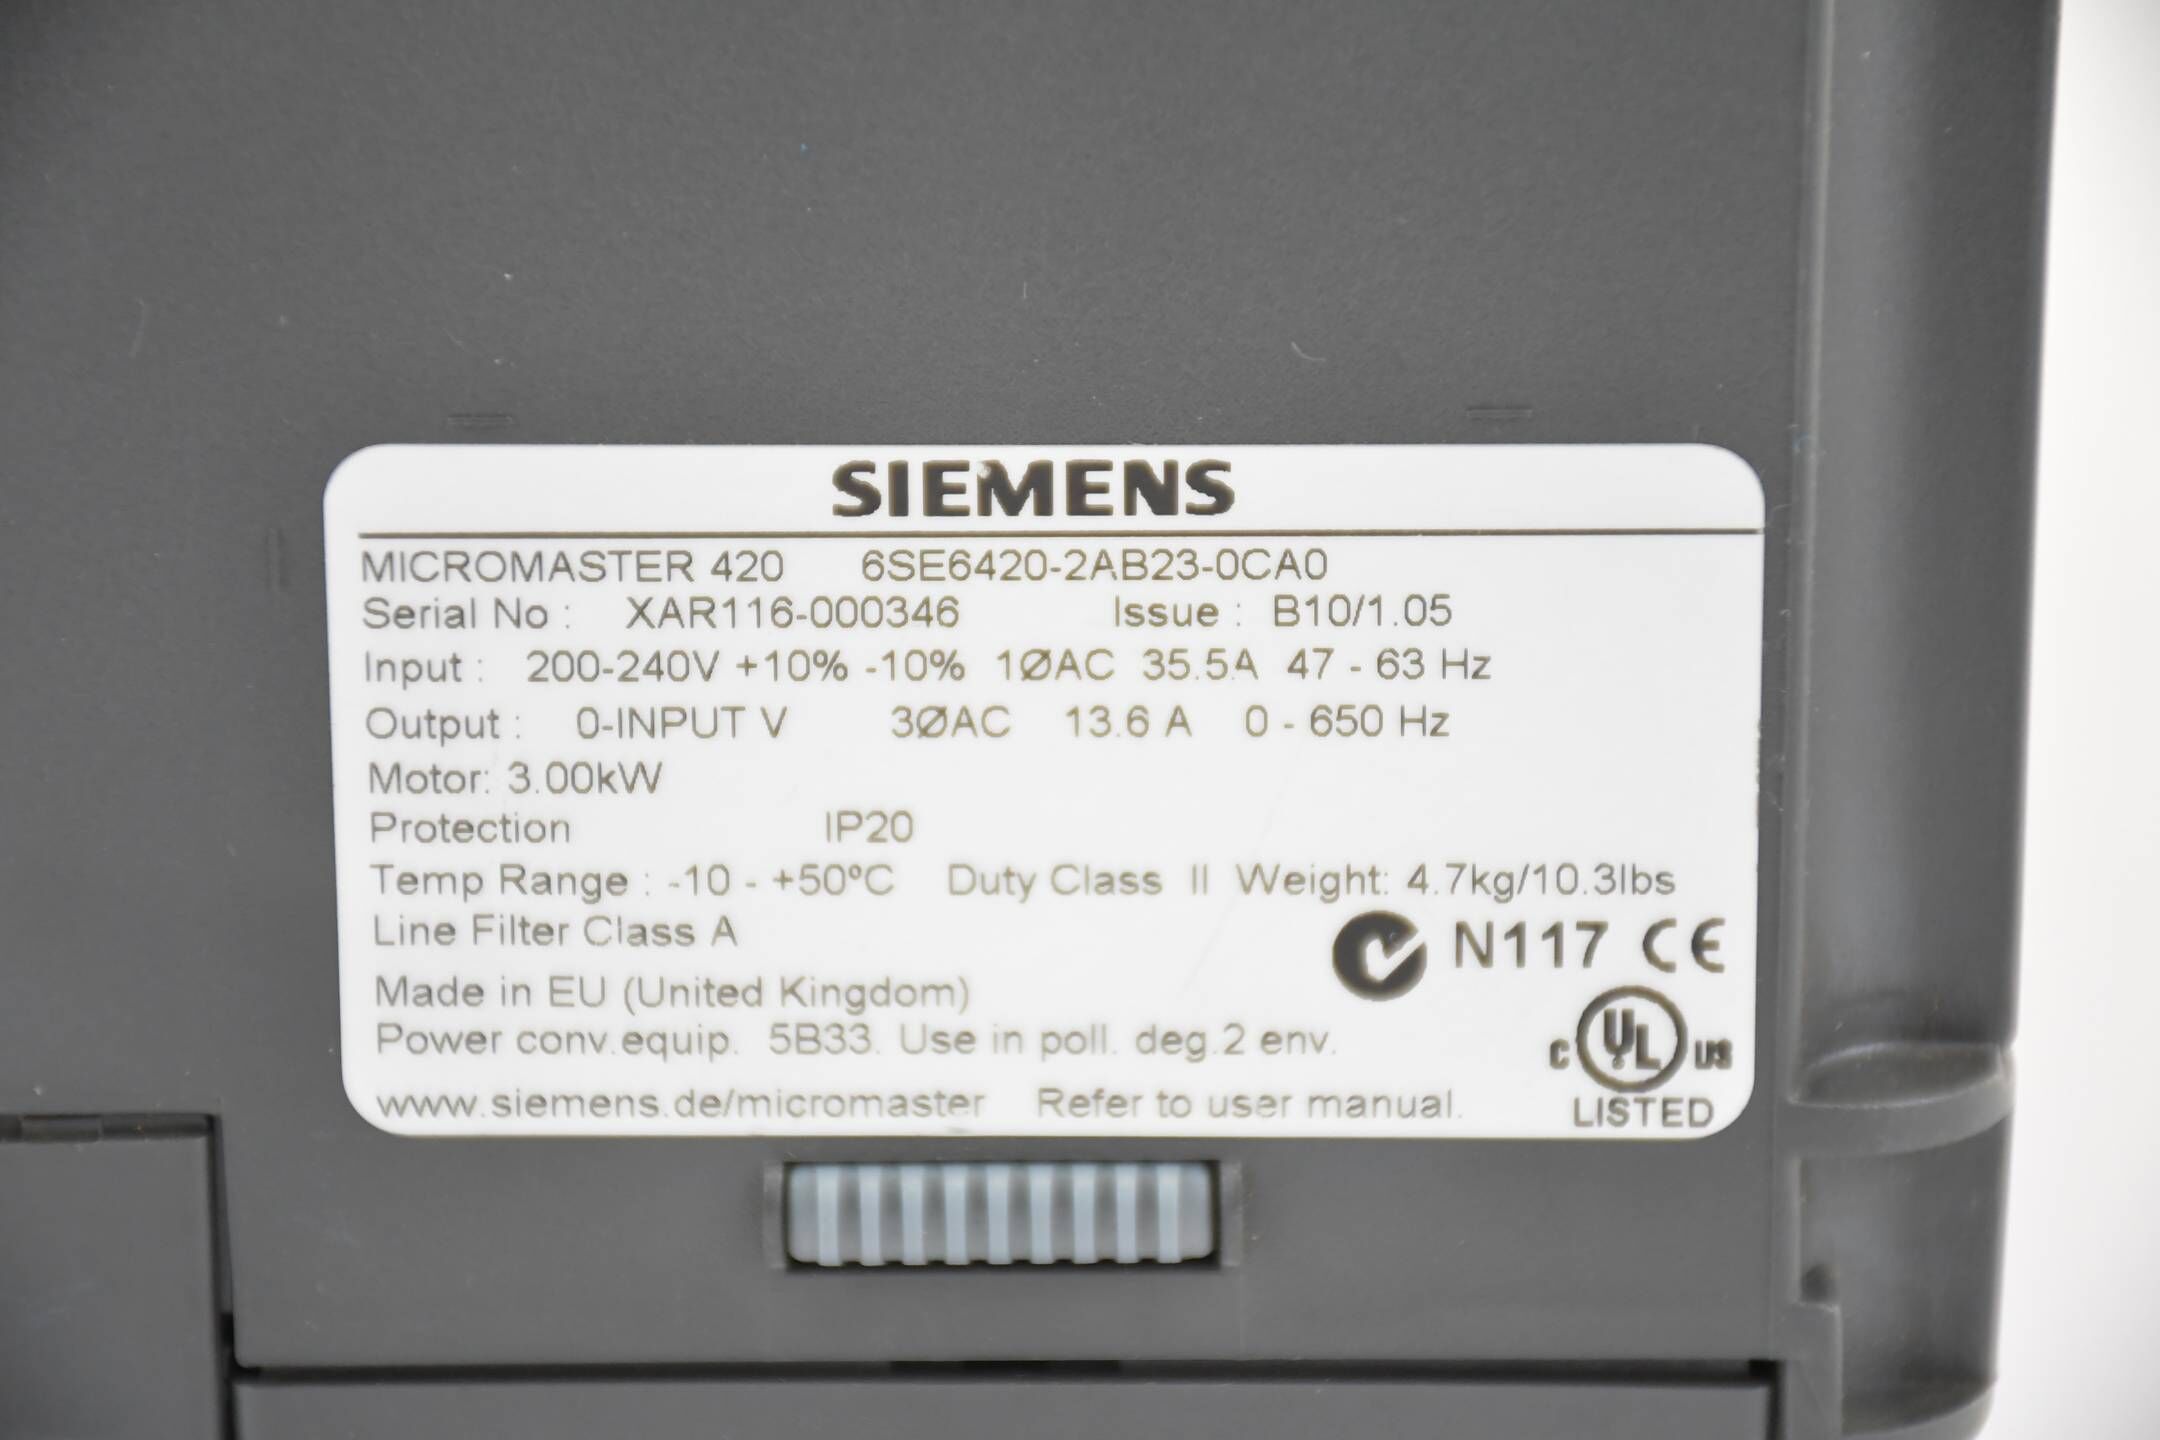 SIEMENS
MICROMASTER 420 6SE6420-2AB23-0CA0
Serial No : XAR116-000346 Issue : B10/1.05
Input : 200-240V +10% -10% 1ØAC 35.5A 47 - 63 Hz
Output : 0-INPUT V 3ØAC 13.6 A 0 - 650 Hz
Motor: 3.00kW
Protection IP20
Temp Range : -10 - +50ºC Duty Class II Weight: 4.7kg/10.3lbs
Line Filter Class A
N117 CE
Made in EU (United Kingdom)
Power conv.equip. 5B33. Use in poll. deg.2 env.
C UL US
www.siemens.de/micromaster Refer to user manual.
LISTED